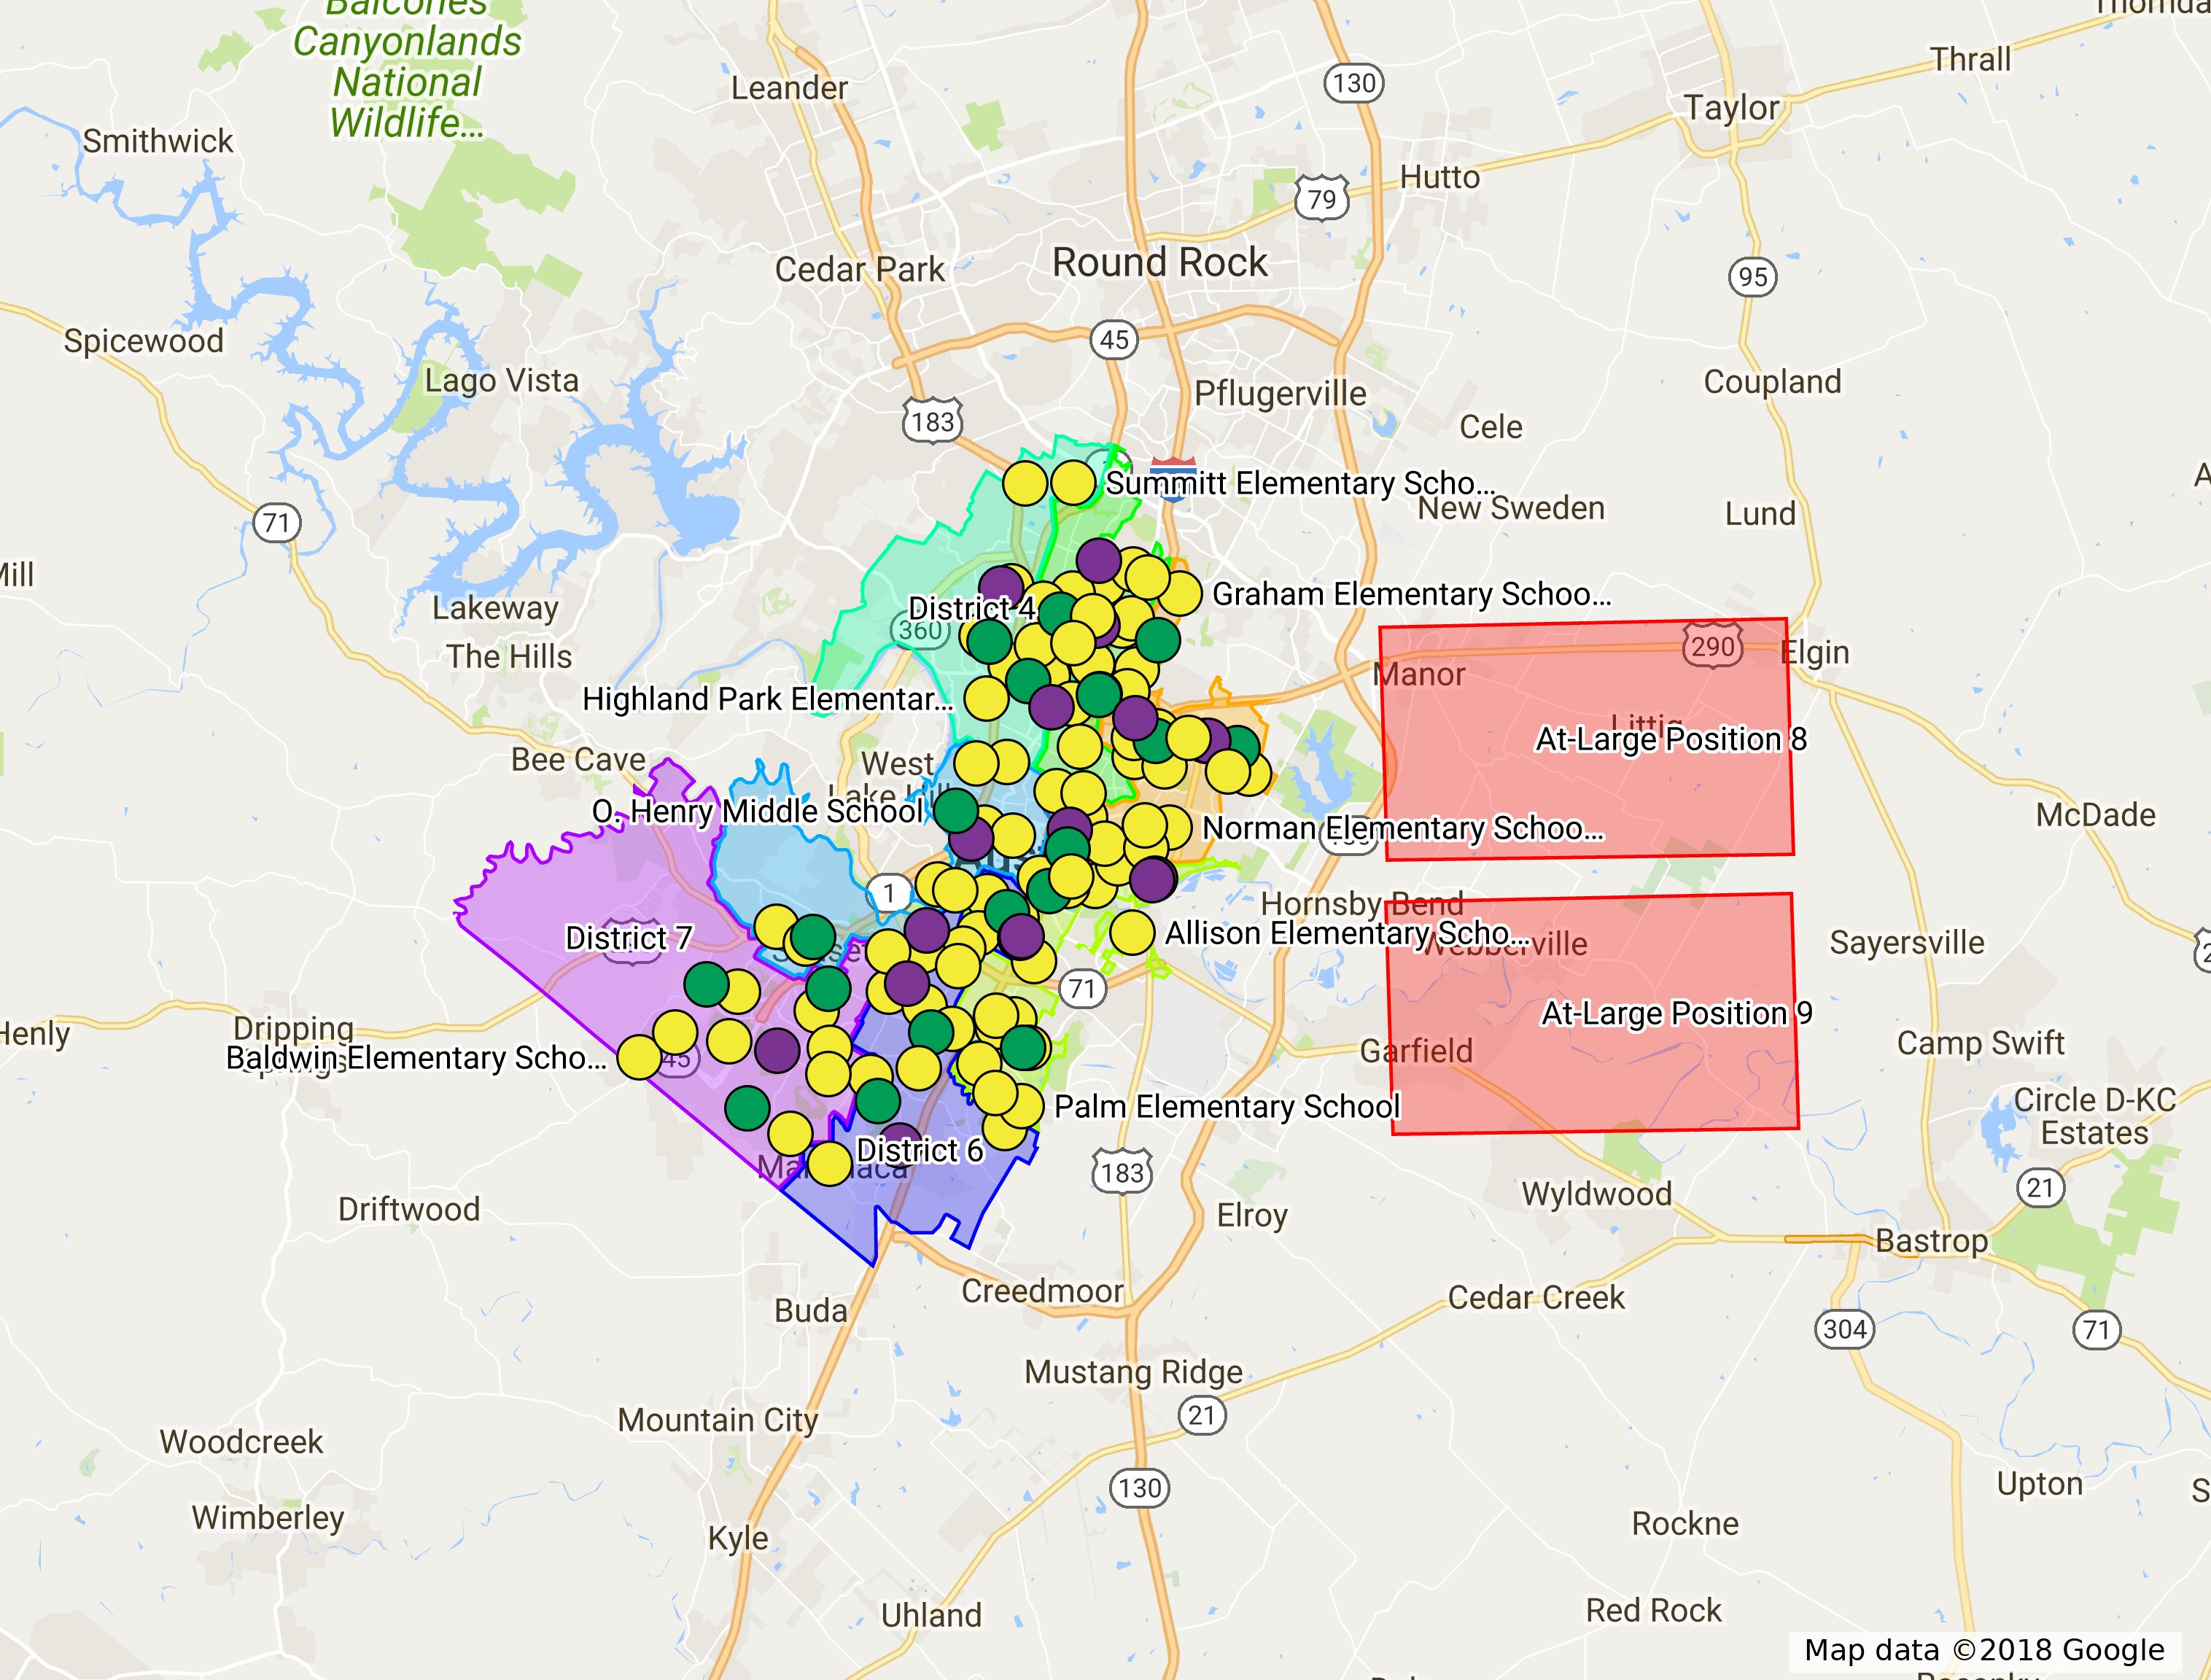 Balcones
Canyonlands
National
Wildlife...
Thrall
Leander
130
Taylor
Smithwick
Hutto
79
Round Rock
Cedar Park
95
Spicewood
45
Lago Vista
Coupland
Pflugerville
183
Cele
Summitt Elementary Scho...
New Sweden
Lund
71
Mill
Graham Elementary Schoo...
Lakeway
District 4
360
The Hills
290
Elgin
Manor
Highland Park Elementar...
Littig
At-Large Position 8
Bee Cave
West
Lake Hill
O. Henry Middle School
McDade
Norman Elementary Schoo...
1
Hornsby Bend
Allison Elementary Scho...
Webberville
Sayersville
District 7
71
At-Large Position 9
Henly
Dripping
Springs
Baldwin Elementary Scho...
45
Garfield
Camp Swift
Circle D-KC
Estates
Palm Elementary School
District 6
183
21
Wyldwood
Driftwood
Elroy
Bastrop
Creedmoor
Cedar Creek
Buda
304
71
Mustang Ridge
21
Mountain City
Woodcreek
130
Upton
Wimberley
Rockne
Kyle
Red Rock
Uhland
Map data ©2018 Google